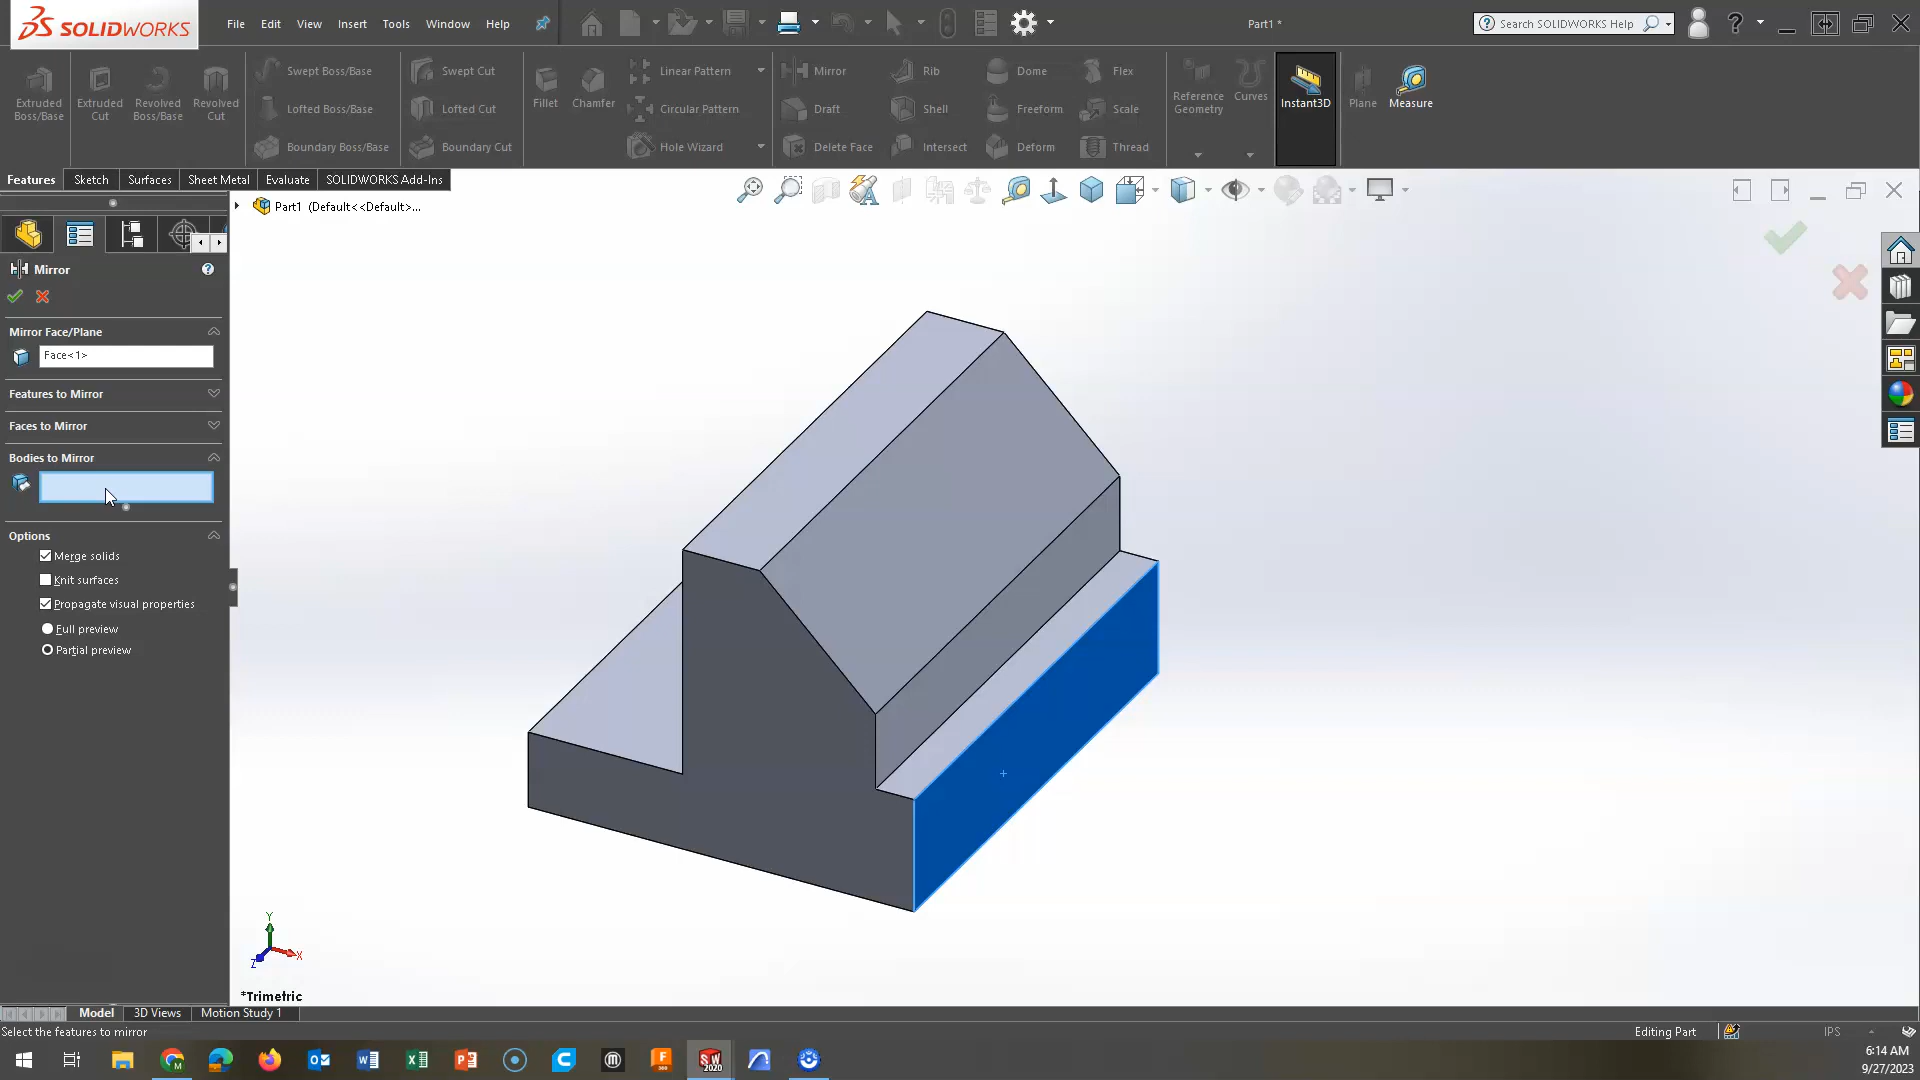 SOLIDWORKS
File Edit View Insert Tools Window Help
Part1 *
Search SOLIDWORKS Help
Extruded Boss/Base
Extruded Cut
Revolved Boss/Base
Revolved Cut
Swept Boss/Base
Lofted Boss/Base
Boundary Boss/Base
Swept Cut
Lofted Cut
Boundary Cut
Fillet
Chamfer
Linear Pattern
Circular Pattern
Hole Wizard
Mirror
Draft
Delete Face
Rib
Shell
Intersect
Dome
Freeform
Deform
Flex
Scale
Thread
Reference Geometry
Curves
Instant3D
Plane
Measure
Features Sketch Surfaces Sheet Metal Evaluate SOLIDWORKS Add-Ins
Part1 (Default<<Default>...
Mirror
Mirror Face/Plane
Face<1>
Features to Mirror
Faces to Mirror
Bodies to Mirror
Options
Merge solids
Knit surfaces
Propagate visual properties
Full preview
Partial preview
Y
X
Z
*Trimetric
Model 3D Views Motion Study 1
Select the features to mirror
Editing Part
IPS
SW 2020
6:14 AM
9/27/2023